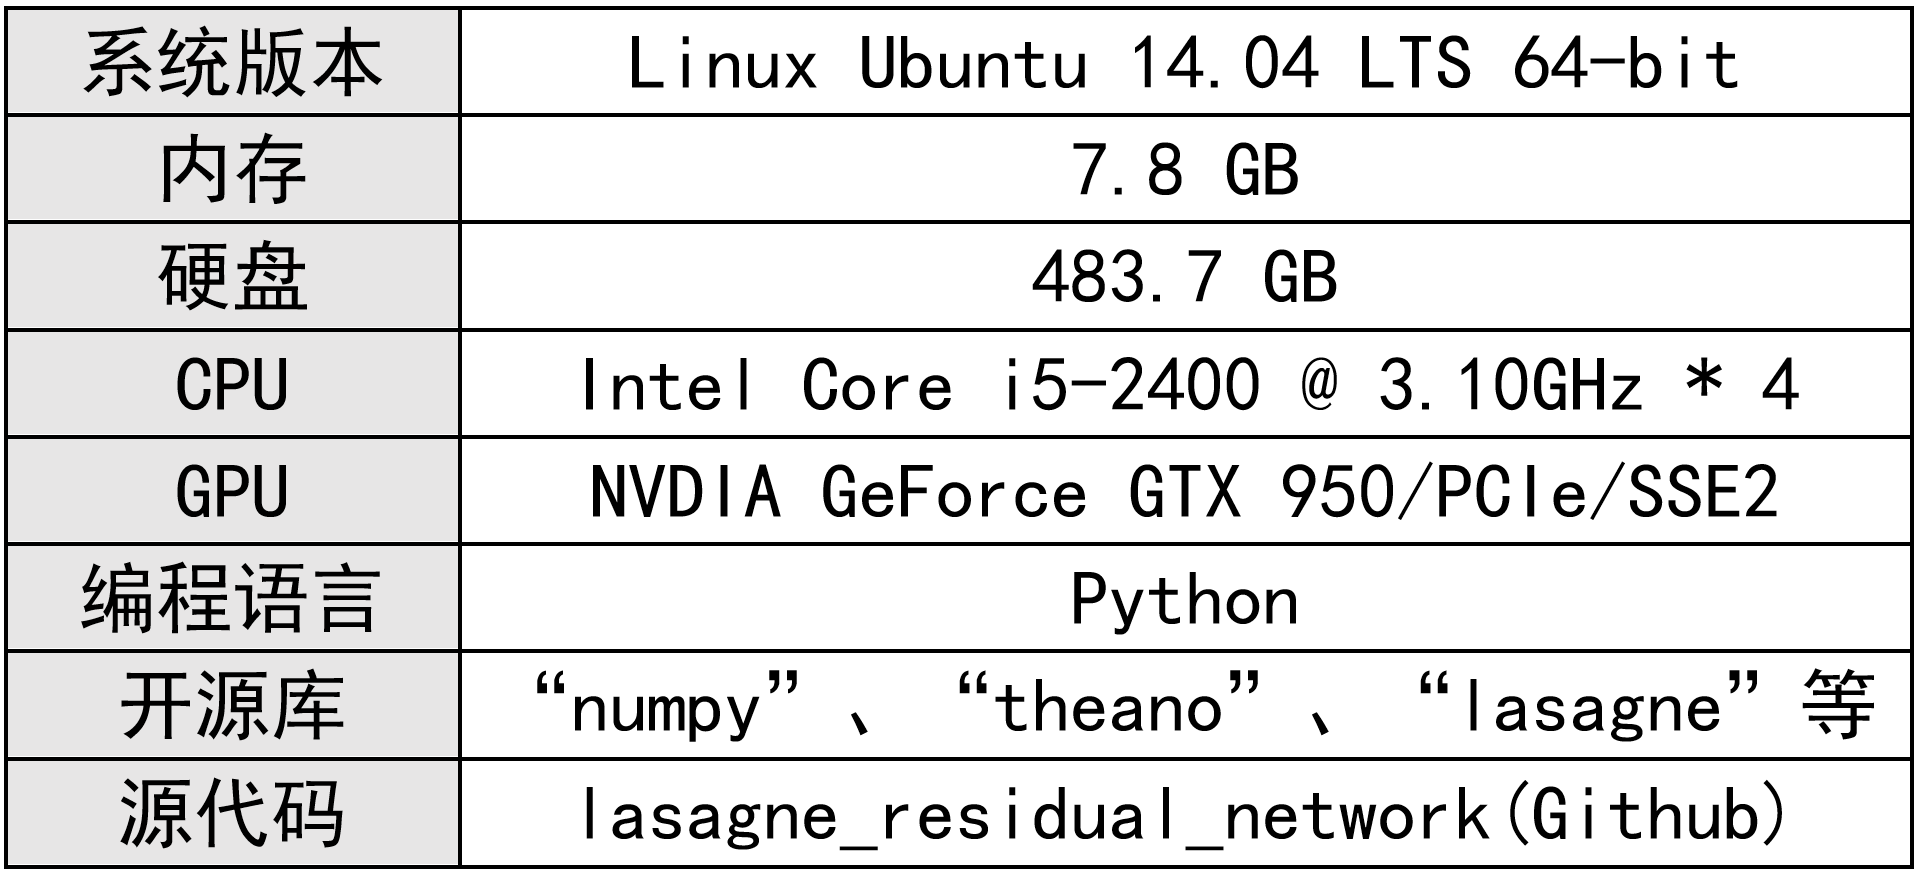 系统版本 Linux Ubuntu 14.04 LTS 64-bit
内存 7.8 GB
硬盘 483.7 GB
CPU Intel Core i5-2400 @ 3.10GHz * 4
GPU NVDIA GeForce GTX 950/PCIe/SSE2
编程语言 Python
开源库 “numpy”、“theano”、“lasagne”等
源代码 lasagne_residual_network(Github)